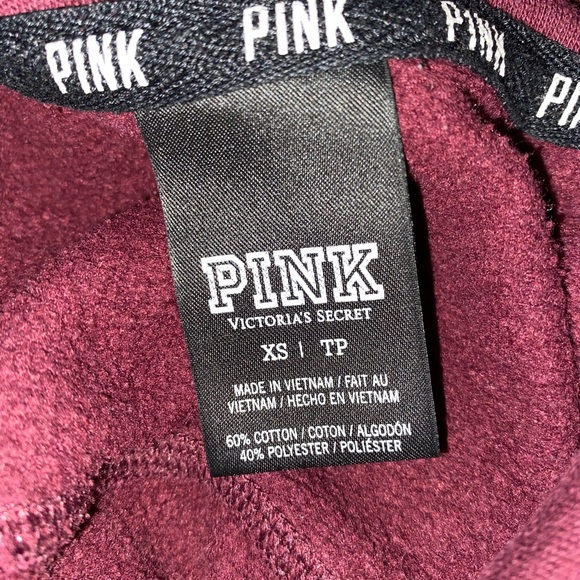 PINK PINK PINK PIN
PINK
VICTORIA'S SECRET
XS | TP
MADE IN VIETNAM / FAIT AU
VIETNAM / HECHO EN VIETNAM
60% COTTON / COTON / ALGODÓN
40% POLYESTER / POLIÉSTER